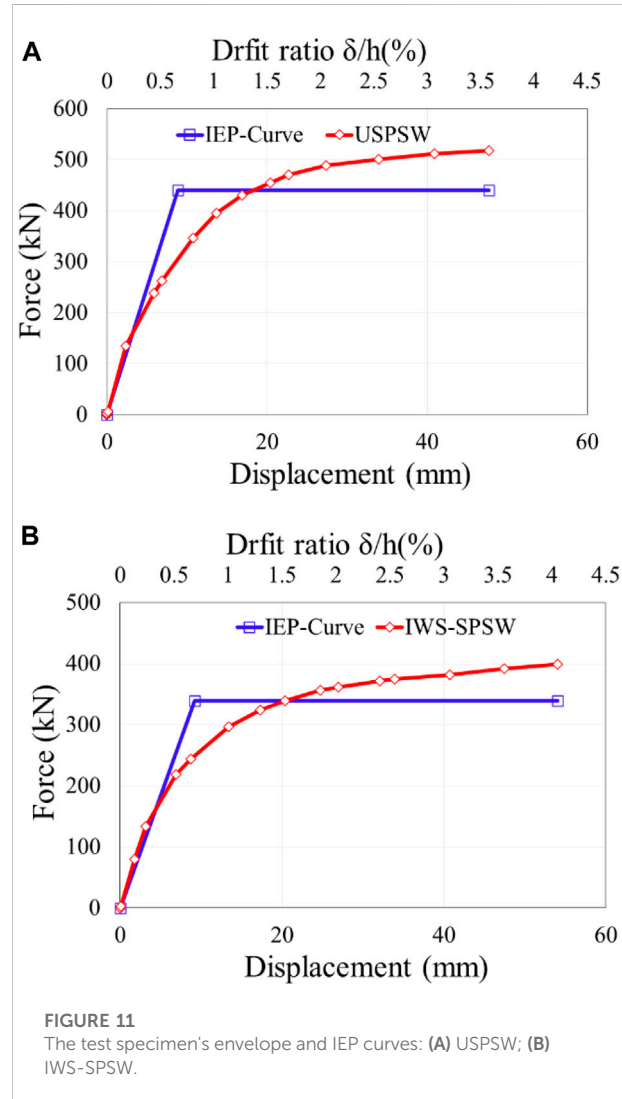 A
Drfit ratio δ/h(%)
0 0.5 1 1.5 2 2.5 3 3.5 4 4.5
600
500
400
300
200
100
0
Force (kN)
IEP-Curve USPSW
0 20 40 60
Displacement (mm)
B
Drfit ratio δ/h(%)
0 0.5 1 1.5 2 2.5 3 3.5 4 4.5
500
400
300
200
100
0
Force (kN)
IEP-Curve IWS-SPSW
0 20 40 60
Displacement (mm)
FIGURE 11
The test specimen's envelope and IEP curves: (A) USPSW; (B)
IWS-SPSW.